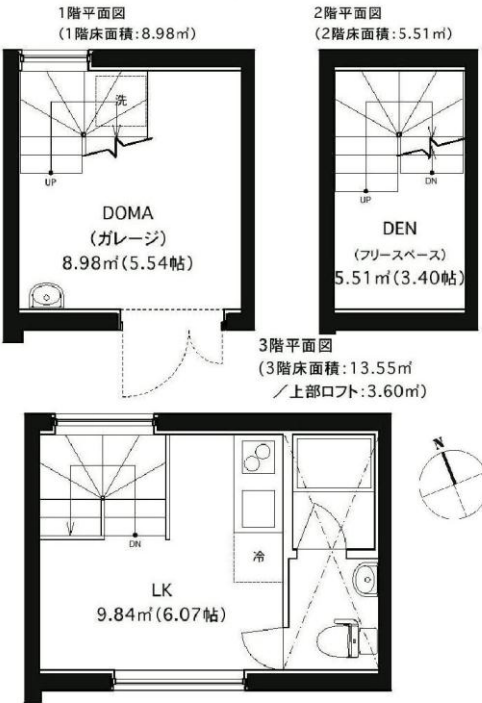 1階平面図
(1階床面積:8.98㎡)
2階平面図
(2階床面積:5.51㎡)
洗
UP
DOMA
(ガレージ)
8.98㎡(5.54帖)
UP
DN
DEN
(フリースペース)
5.51㎡(3.40帖)
3階平面図
(3階床面積:13.55㎡
/上部ロフト:3.60㎡)
N
DN
冷
LK
9.84㎡(6.07帖)